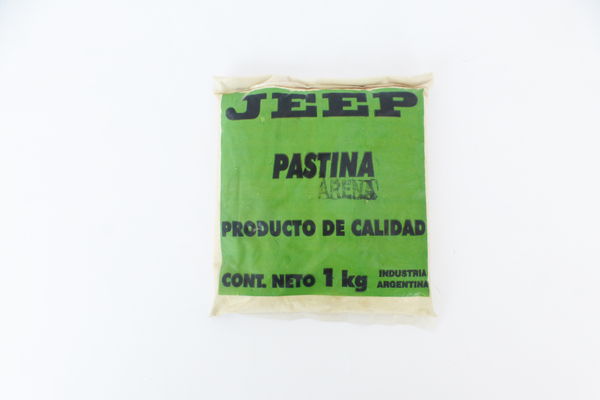 JEEP
PASTINA
ARENA
PRODUCTO DE CALIDAD
CONT. NETO 1 kg
INDUSTRIA
ARGENTINA